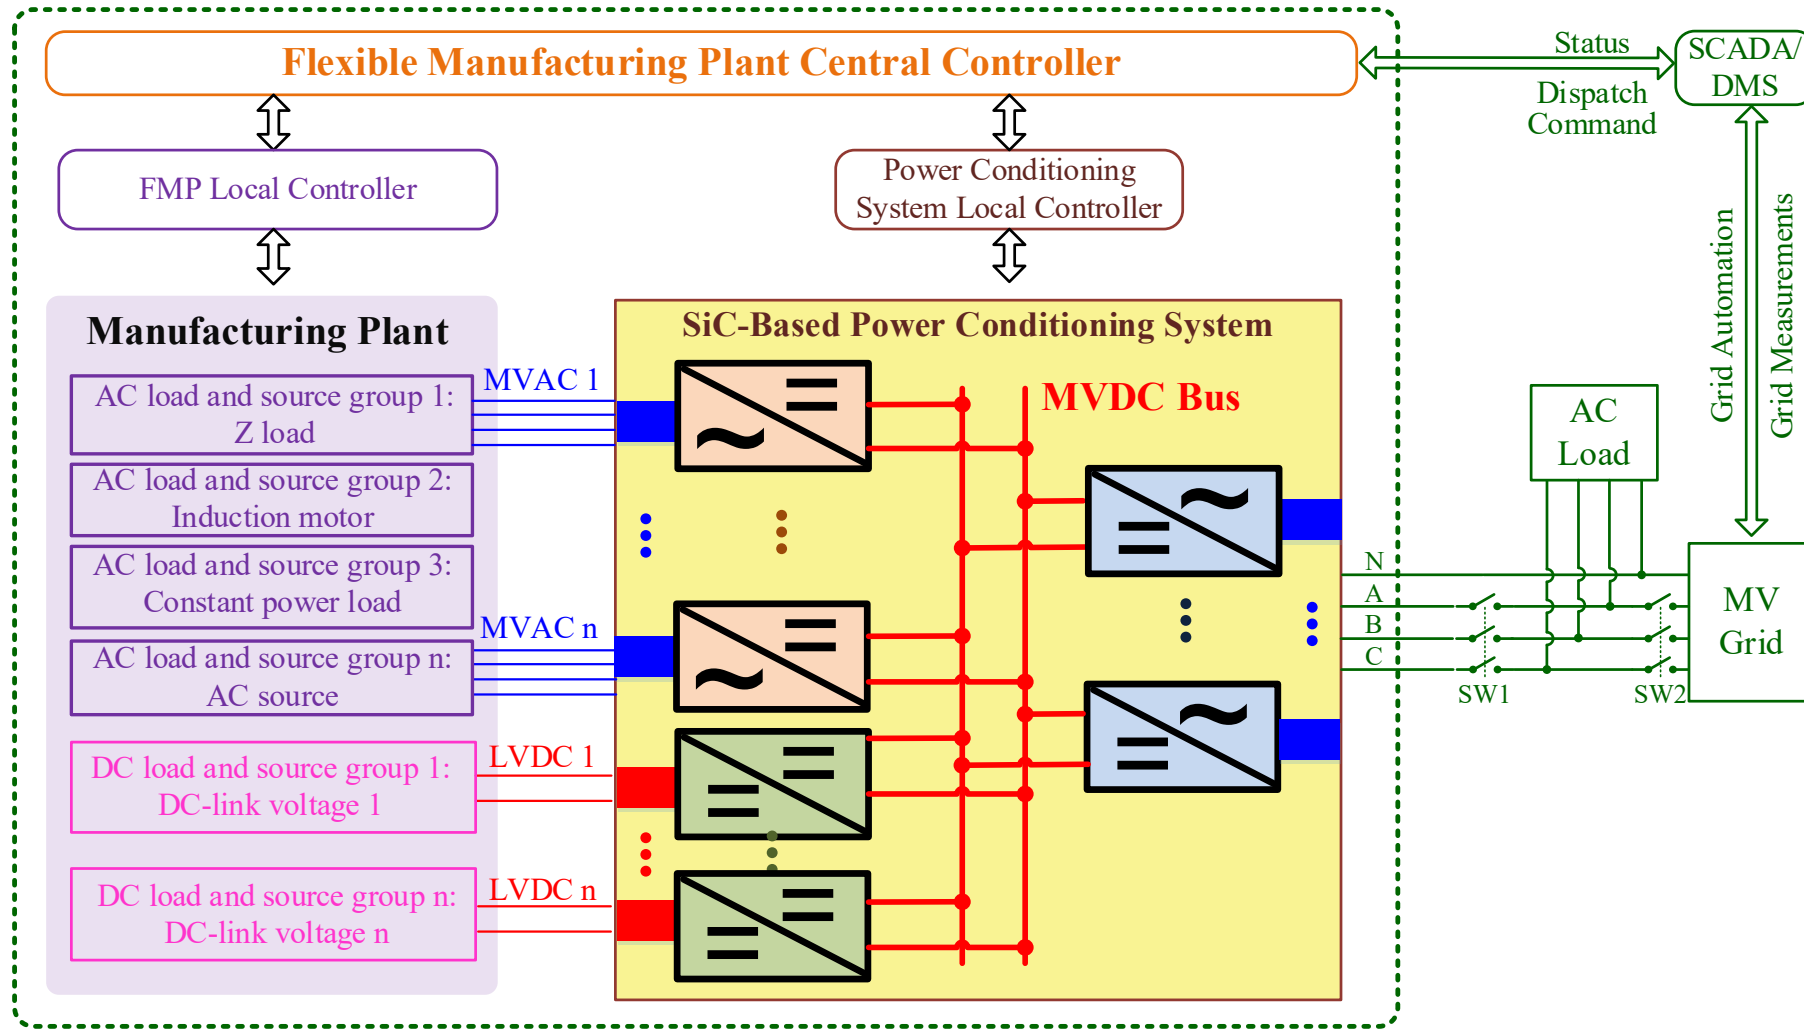 Flexible Manufacturing Plant Central Controller
Status
Dispatch
Command
SCADA/
DMS
FMP Local Controller
Power Conditioning
System Local Controller
Grid Automation
Grid Measurements
Manufacturing Plant
AC load and source group 1:
Z load
AC load and source group 2:
Induction motor
AC load and source group 3:
Constant power load
AC load and source group n:
AC source
DC load and source group 1:
DC-link voltage 1
DC load and source group n:
DC-link voltage n
MVAC 1
MVAC n
LVDC 1
LVDC n
SiC-Based Power Conditioning System
MVDC Bus
AC
Load
N
A
B
C
SW1
SW2
MV
Grid